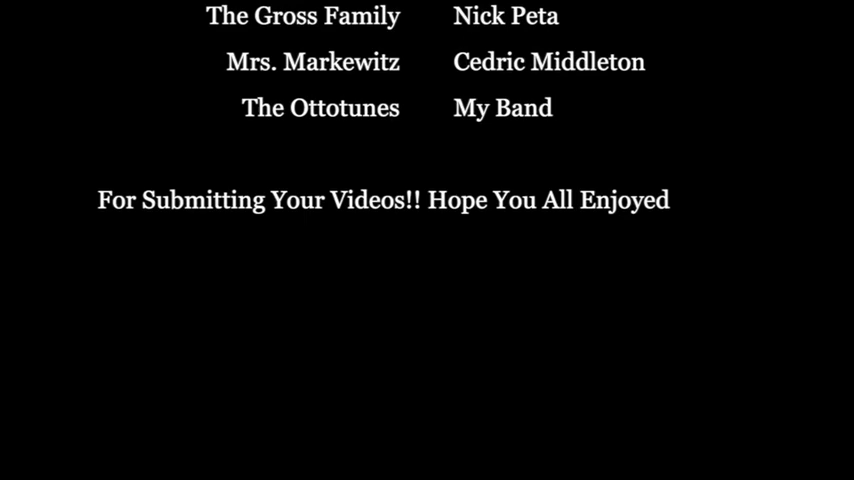 The Gross Family Nick Peta
Mrs. Markewitz Cedric Middleton
The Ottotunes My Band
For Submitting Your Videos!! Hope You All Enjoyed